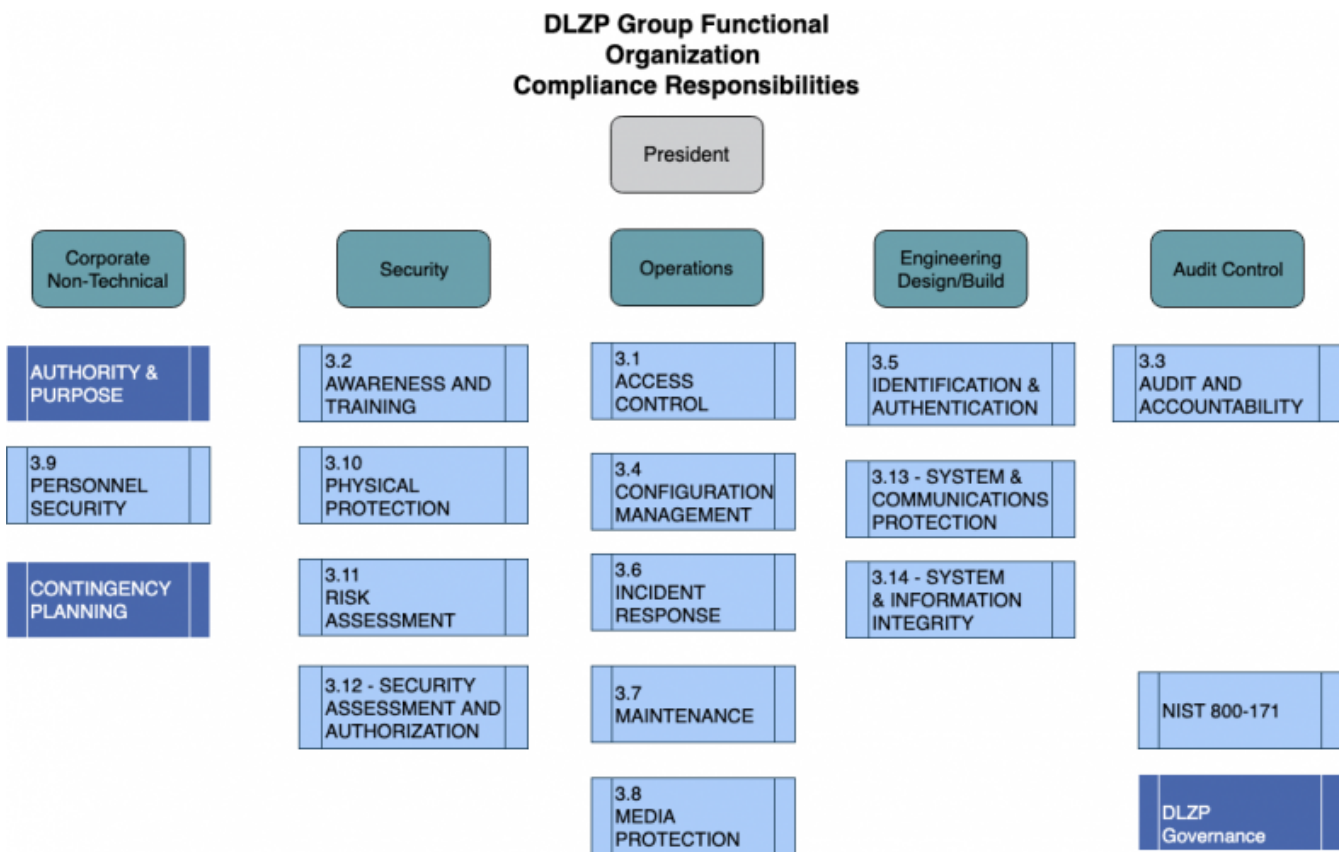 DLZP Group Functional
Organization
Compliance Responsibilities
President
Corporate
Non-Technical
Security
Operations
Engineering
Design/Build
Audit Control
AUTHORITY &
PURPOSE
3.9
PERSONNEL
SECURITY
CONTINGENCY
PLANNING
3.2
AWARENESS AND
TRAINING
3.10
PHYSICAL
PROTECTION
3.11
RISK
ASSESSMENT
3.12 - SECURITY
ASSESSMENT AND
AUTHORIZATION
3.1
ACCESS
CONTROL
3.4
CONFIGURATION
MANAGEMENT
3.6
INCIDENT
RESPONSE
3.7
MAINTENANCE
3.8
MEDIA
PROTECTION
3.5
IDENTIFICATION &
AUTHENTICATION
3.13 - SYSTEM &
COMMUNICATIONS
PROTECTION
3.14 - SYSTEM
& INFORMATION
INTEGRITY
3.3
AUDIT AND
ACCOUNTABILITY
NIST 800-171
DLZP
Governance